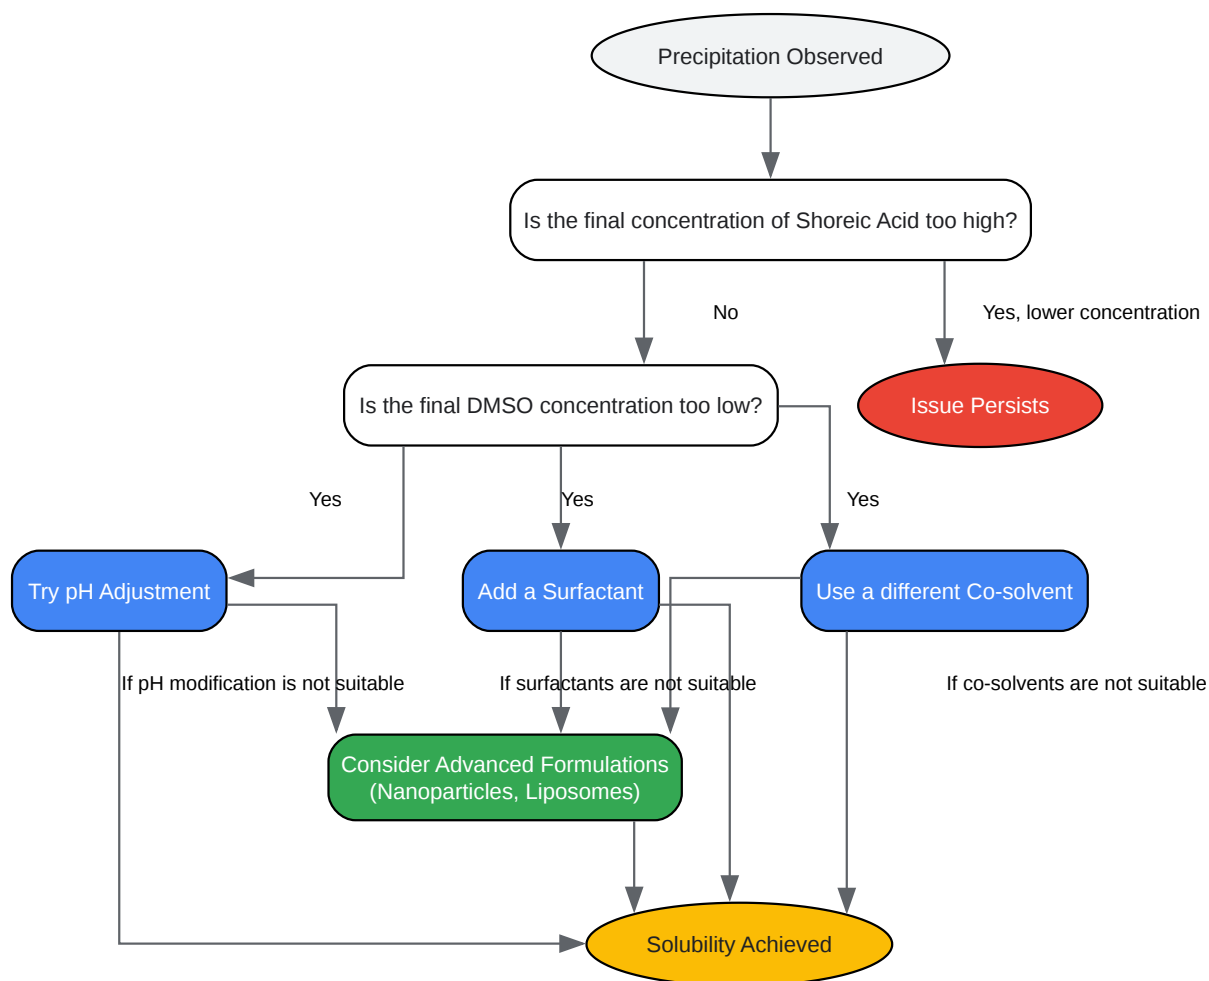 Precipitation Observed
Is the final concentration of Shoreic Acid too high?
No
Yes, lower concentration
Is the final DMSO concentration too low?
Issue Persists
Yes
Yes
Yes
Try pH Adjustment
Add a Surfactant
Use a different Co-solvent
If pH modification is not suitable
If surfactants are not suitable
If co-solvents are not suitable
Consider Advanced Formulations
(Nanoparticles, Liposomes)
Solubility Achieved